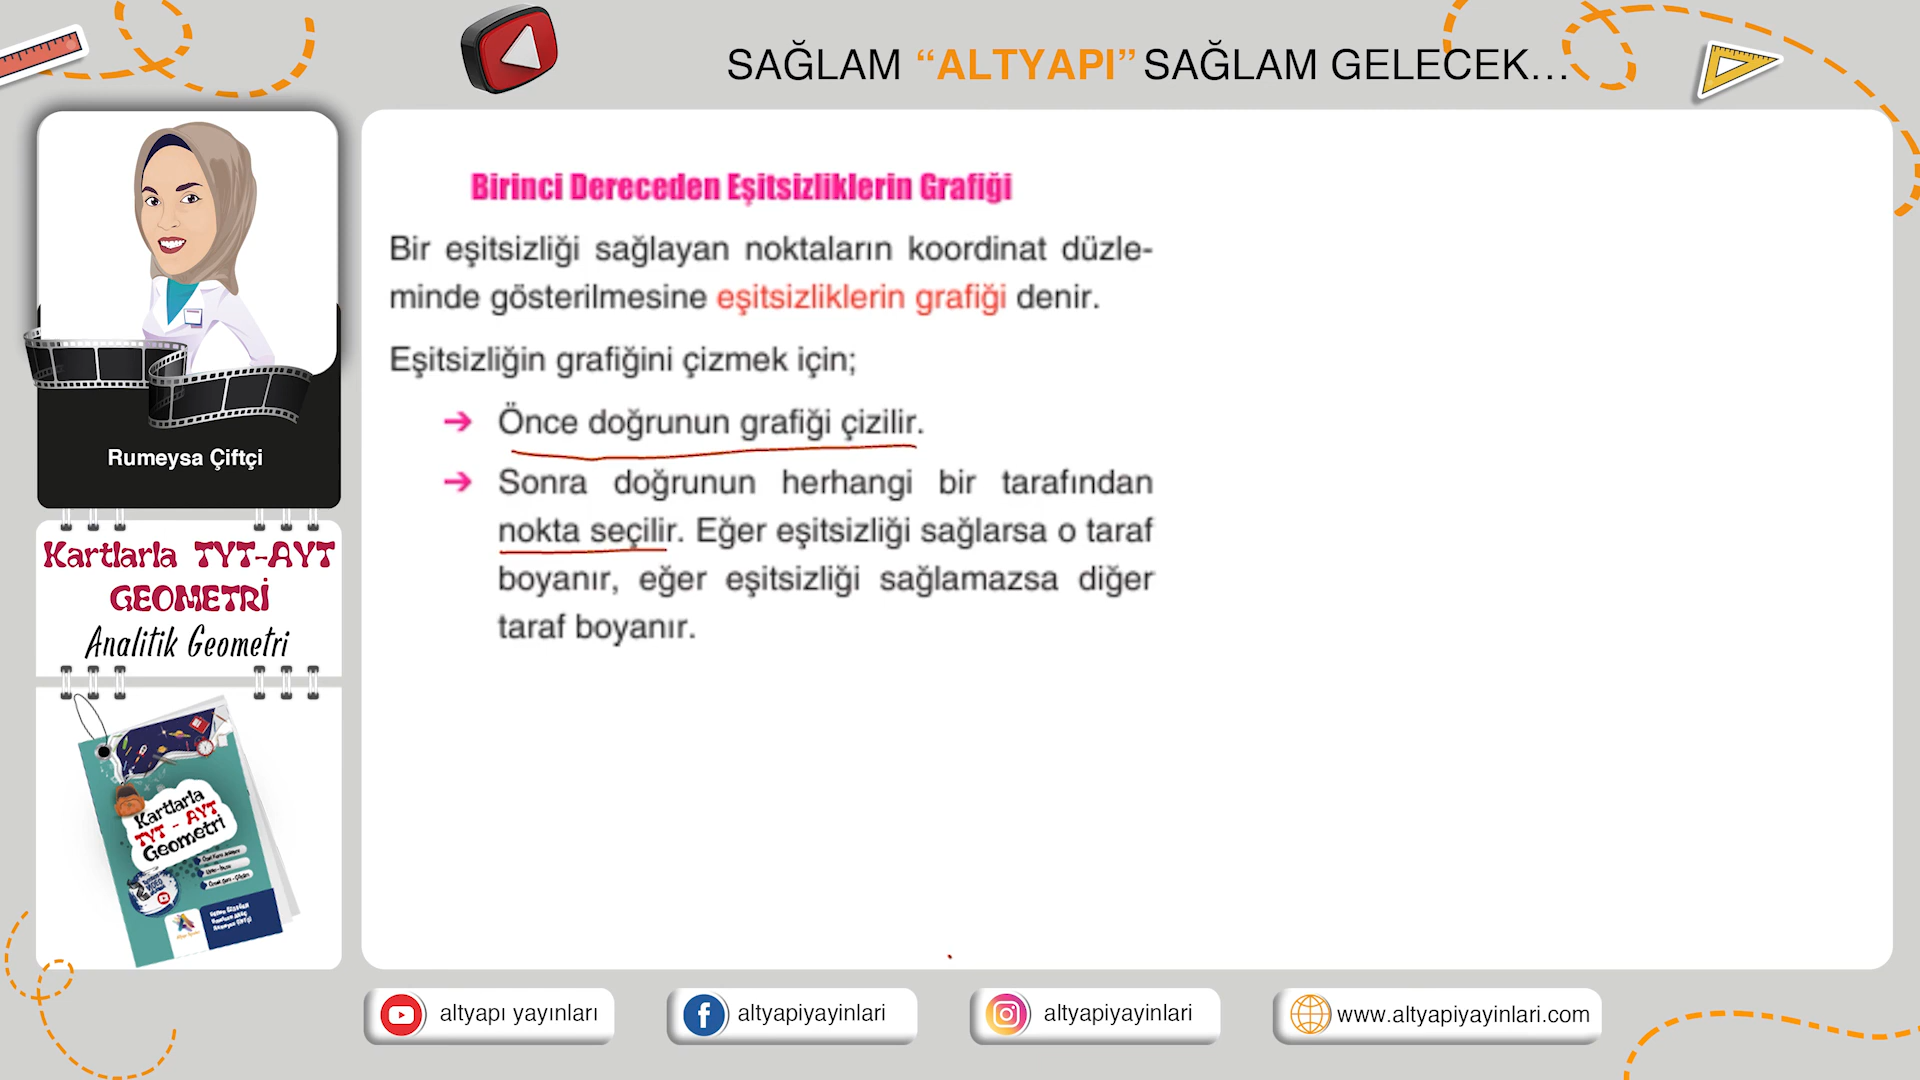 SAĞLAM “ALTYAPI” SAĞLAM GELECEK...
Birinci Dereceden Eşitsizliklerin Grafiği
Bir eşitsizliği sağlayan noktaların koordinat düzle-
minde gösterilmesine eşitsizliklerin grafiği denir.
Eşitsizliğin grafiğini çizmek için;
➔ Önce doğrunun grafiği çizilir.
➔ Sonra doğrunun herhangi bir tarafından
nokta seçilir. Eğer eşitsizliği sağlarsa o taraf
boyanır, eğer eşitsizliği sağlamazsa diğer
taraf boyanır.
Rumeysa Çiftçi
Kartlarla TYT-AYT
GEOMETRİ
Analitik Geometri
Kartlarla
TYT - AYT
Geometri
altyapı yayınları
altyapiyayinlari
altyapiyayinlari
www.altyapiyayinlari.com